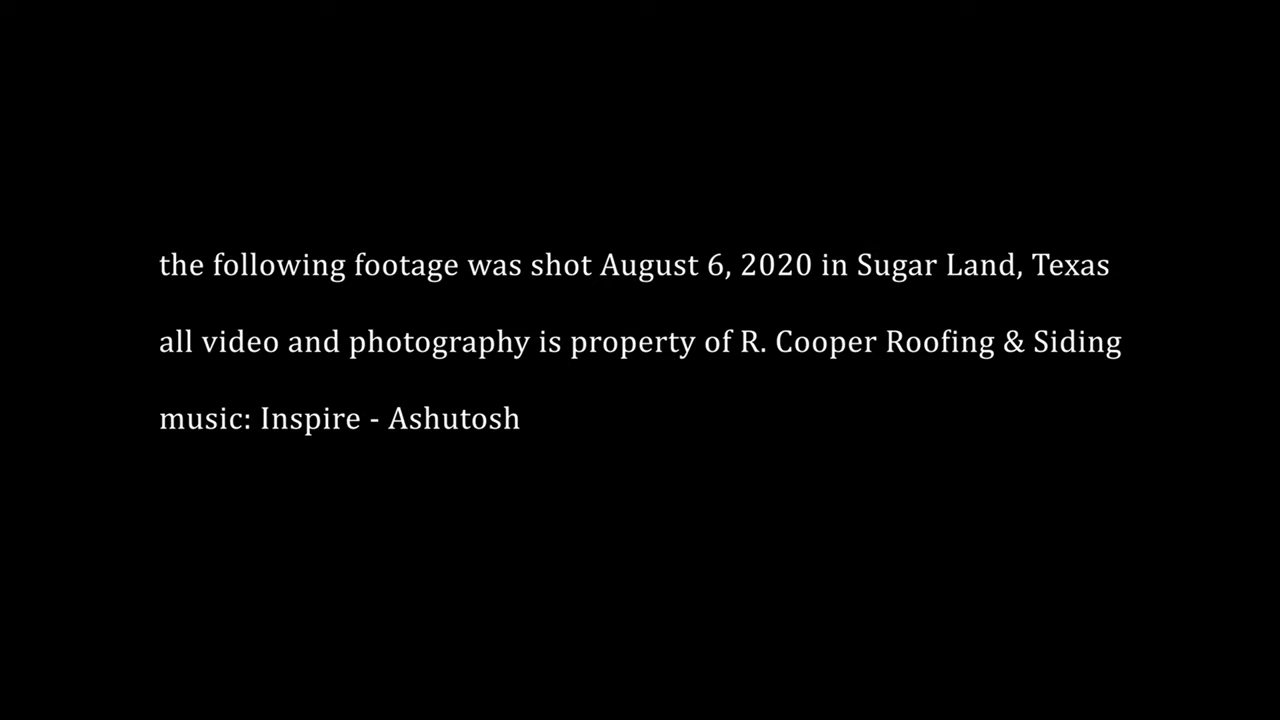 the following footage was shot August 6, 2020 in Sugar Land, Texas
all video and photography is property of R. Cooper Roofing & Siding
music: Inspire - Ashutosh